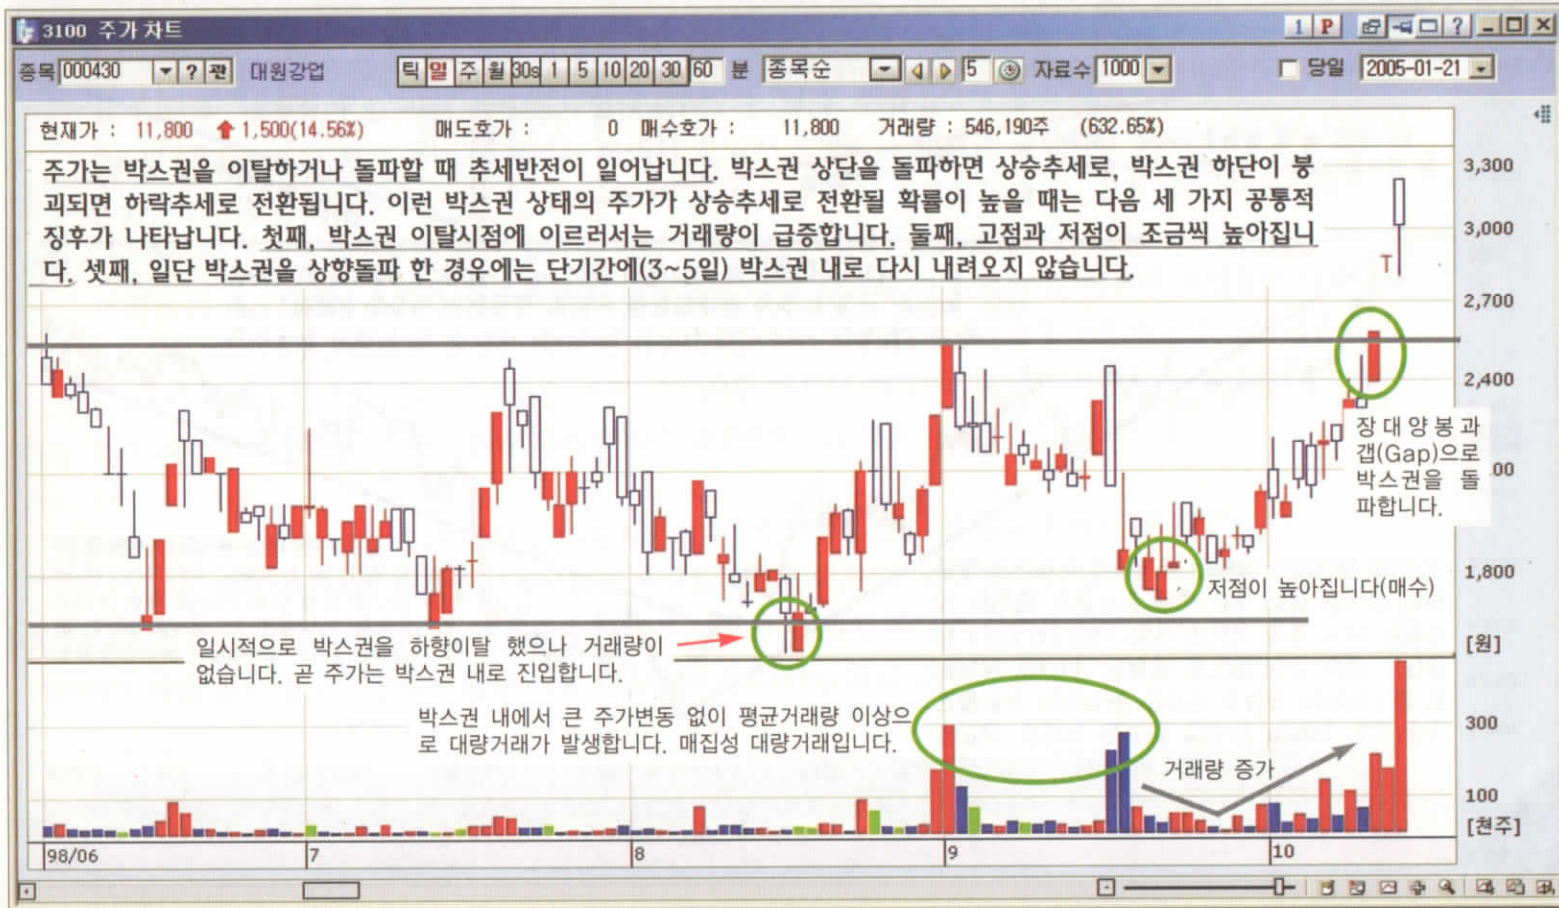 3100 주가차트
1 P ?
종목 000430 ? 관 대원강업 틱 일 주 월 30s 1 5 10 20 30 60 분 종목순 5 자료수 1000 당일 2005-01-21
현재가 : 11,800 1,500(14.56%) 매도호가 : 0 매수호가 : 11,800 거래량 : 546,190주 (632.65%)
주가는 박스권을 이탈하거나 돌파할 때 추세반전이 일어납니다. 박스권 상단을 돌파하면 상승추세로, 박스권 하단이 붕
괴되면 하락추세로 전환됩니다. 이런 박스권 상태의 주가가 상승추세로 전환될 확률이 높을 때는 다음 세 가지 공통적
징후가 나타납니다. 첫째, 박스권 이탈시점에 이르러서는 거래량이 급증합니다. 둘째, 고점과 저점이 조금씩 높아집니
다. 셋째, 일단 박스권을 상향돌파 한 경우에는 단기간에(3~5일) 박스권 내로 다시 내려오지 않습니다.
3,300
3,000
2,700
2,400
장대양봉과
갭(Gap)으로
박스권을 돌
파합니다.
00
1,800
저점이 높아집니다(매수)
[원]
일시적으로 박스권을 하향이탈 했으나 거래량이
없습니다. 곧 주가는 박스권 내로 진입합니다.
박스권 내에서 큰 주가변동 없이 평균거래량 이상으
로 대량거래가 발생합니다. 매집성 대량거래입니다.
거래량 증가
300
100
[천주]
98/06 7 8 9 10